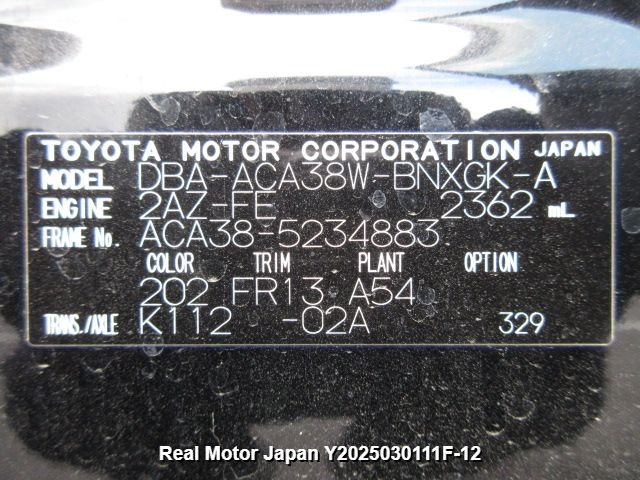 TOYOTA MOTOR CORPORATION JAPAN
MODEL DBA-ACA38W-BNXGK-A
ENGINE 2AZ-FE 2362 mL
FRAME No. ACA38-5234883
COLOR TRIM PLANT OPTION
202 FR13 A54
TRANS./AXLE K112 -02A 329
Real Motor Japan Y2025030111F-12